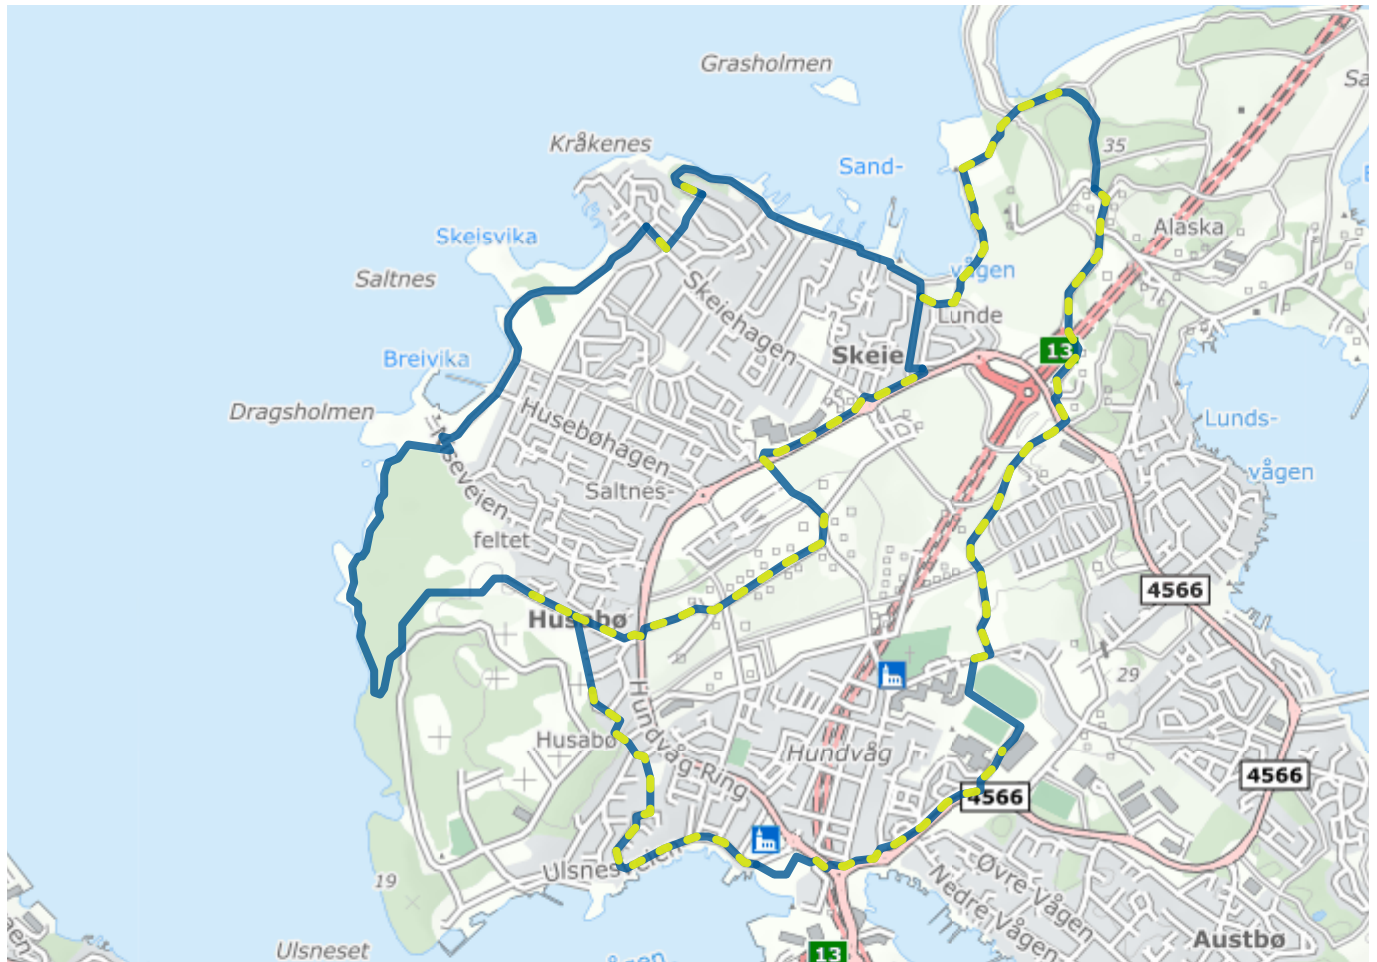 Grasholmen
Sa
Kråkenes
35
Sand-
Skeisvika
Alaska
vågen
Saltnes
Skeiehagen
Lunde
Skeie
13
Breivika
Dragsholmen
Husebøhagen
Lunds-
vågen
Saltnes-
feltet
4566
Husabø
29
Hundvåg Ring
Husabø
Hundvåg
4566
4566
Ulsnes
19
Øvre Vågen
Nedre Vågen
Austbø
Ulsneset
13